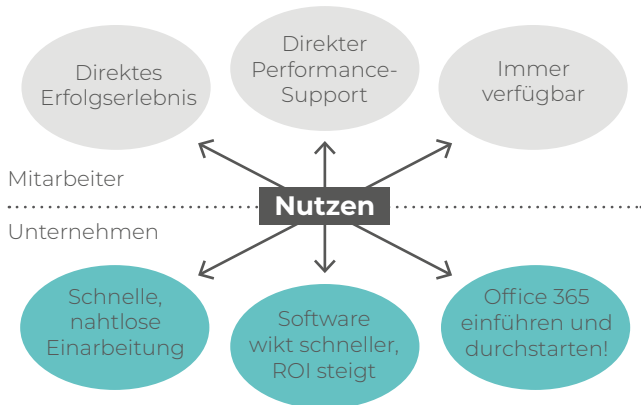 Direktes
Erfolgserlebnis
Direkter
Performance-
Support
Immer
verfügbar
Mitarbeiter
Nutzen
Unternehmen
Schnelle,
nahtlose
Einarbeitung
Software
wikt schneller,
ROI steigt
Office 365
einführen und
durchstarten!